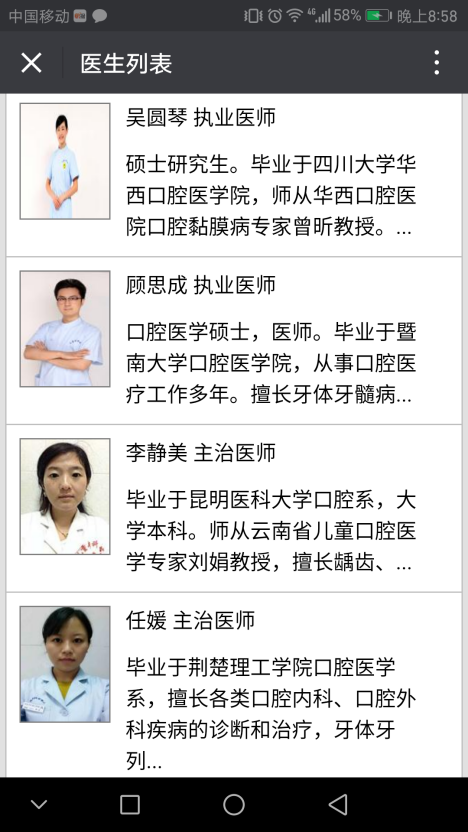 中国移动 58% 晚上8:58
医生列表
吴圆琴 执业医师
硕士研究生。毕业于四川大学华
西口腔医学院，师从华西口腔医
院口腔黏膜病专家曾昕教授。...
顾思成 执业医师
口腔医学硕士，医师。毕业于暨
南大学口腔医学院，从事口腔医
疗工作多年。擅长牙体牙髓病...
李静美 主治医师
毕业于昆明医科大学口腔系，大
学本科。师从云南省儿童口腔医
学专家刘娟教授，擅长龋齿、...
任媛 主治医师
毕业于荆楚理工学院口腔医学
系，擅长各类口腔内科、口腔外
科疾病的诊断和治疗，牙体牙
列...